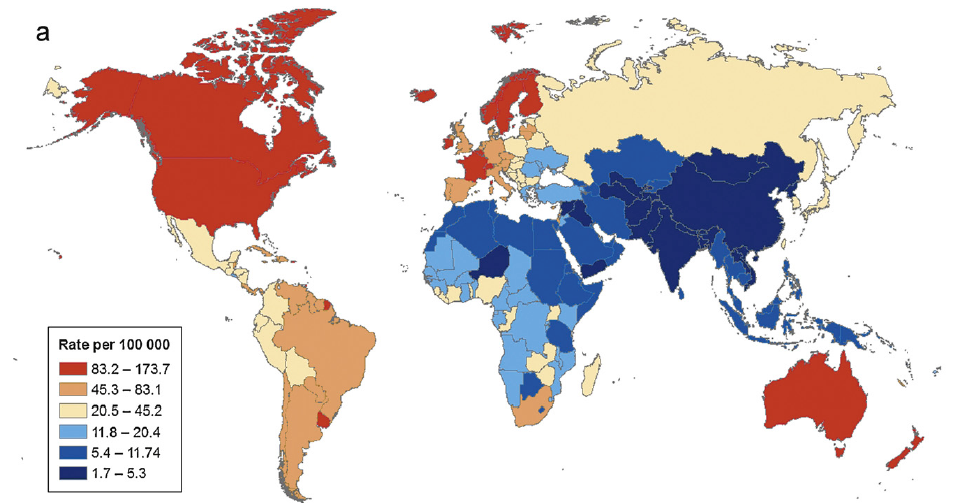 a
Rate per 100 000
83.2 – 173.7
45.3 – 83.1
20.5 – 45.2
11.8 – 20.4
5.4 – 11.74
1.7 – 5.3